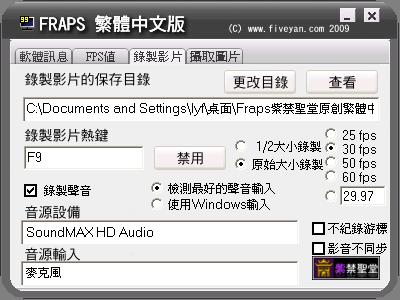 FRAPS 繁體中文版
(C) www.fiveyan.com 2009
軟體訊息 FPS值 錄製影片 攝取圖片
錄製影片的保存目錄 更改目錄 查看
C:\Documents and Settings\lyf\桌面\Fraps紫禁聖堂原創繁體中
錄製影片熱鍵
F9
禁用
1/2大小錄製
原始大小錄製
25 fps
30 fps
50 fps
60 fps
29.97
錄製聲音
檢測最好的聲音輸入
使用Windows輸入
音源設備
SoundMAX HD Audio
音源輸入
麥克風
不紀錄游標
影音不同步
紫禁聖堂